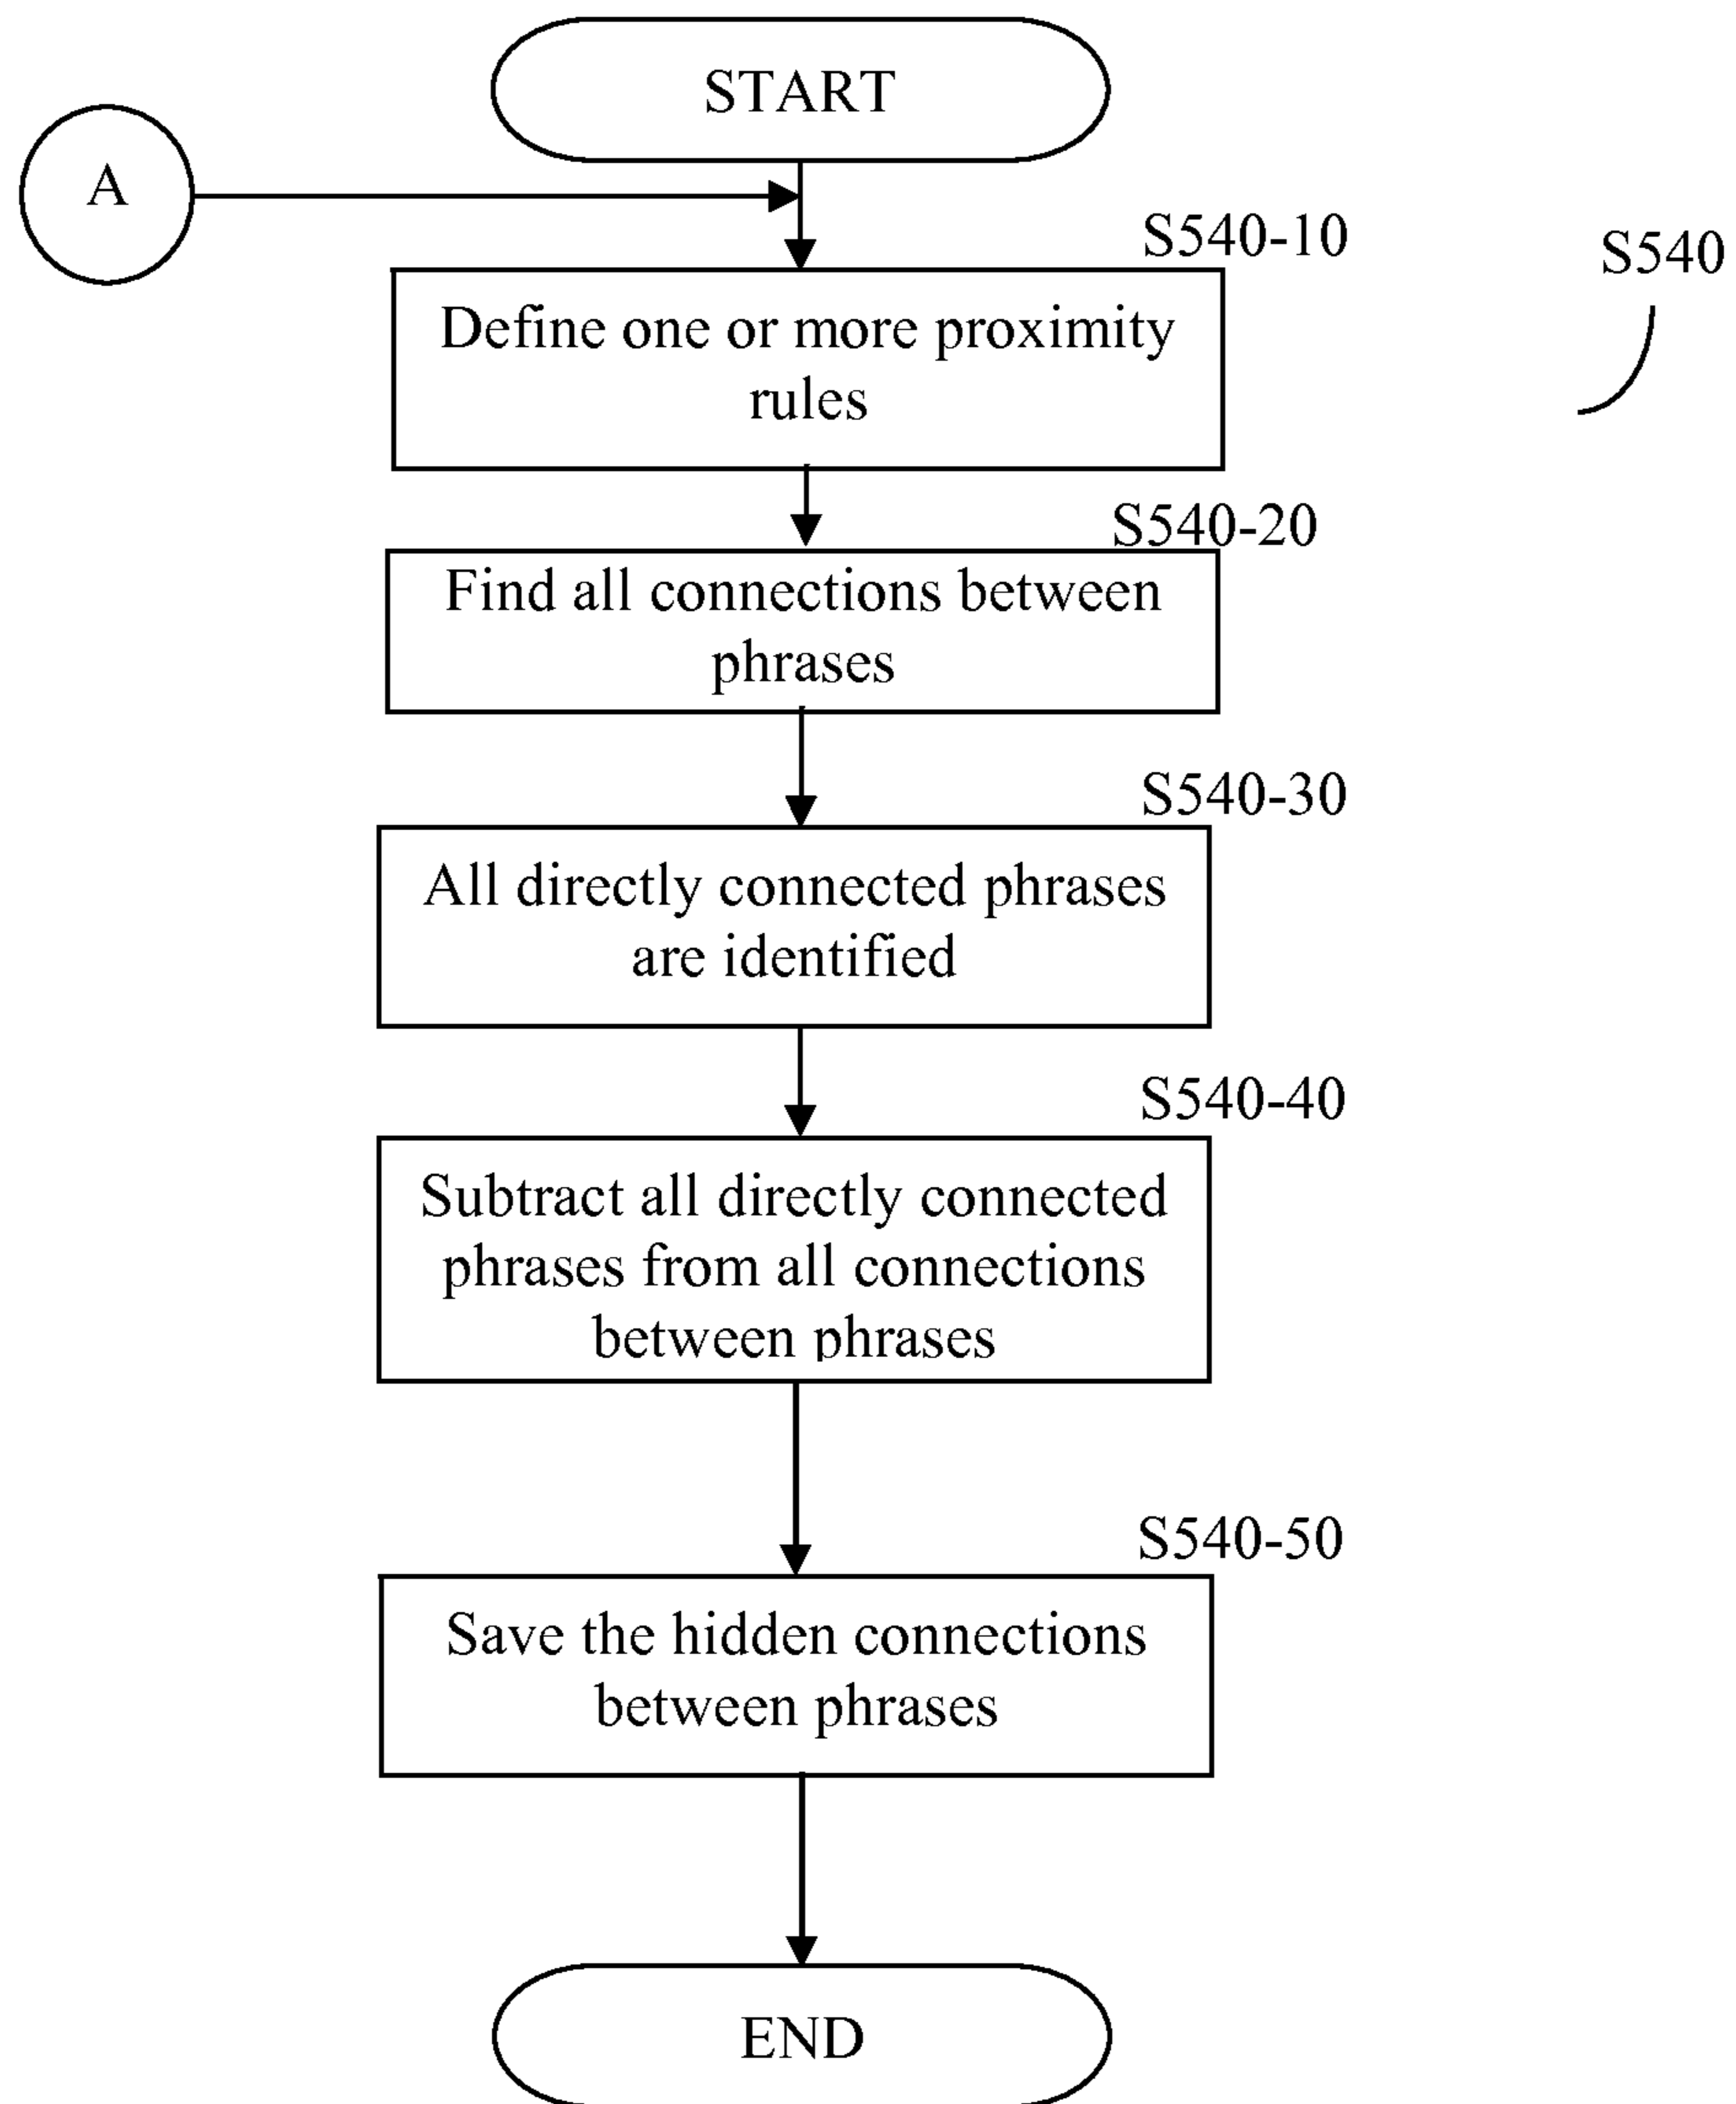 START
A
S540-10
S540
Define one or more proximity
rules
S540-20
Find all connections between
phrases
S540-30
All directly connected phrases
are identified
S540-40
Subtract all directly connected
phrases from all connections
between phrases
S540-50
Save the hidden connections
between phrases
END